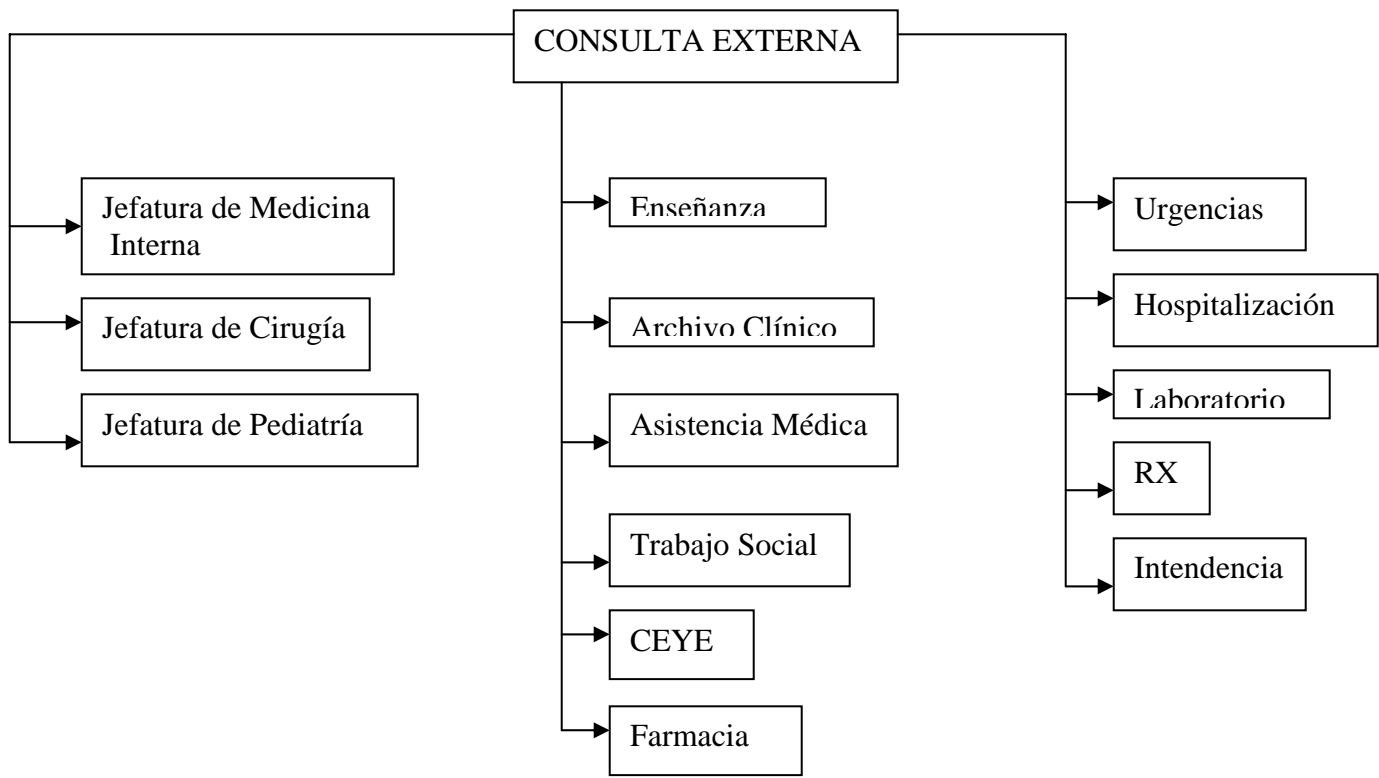 CONSULTA EXTERNA
Jefatura de Medicina
Interna
Jefatura de Cirugía
Jefatura de Pediatría
Enseñanza
Archivo Clínico
Asistencia Médica
Trabajo Social
CEYE
Farmacia
Urgencias
Hospitalización
Laboratorio
RX
Intendencia